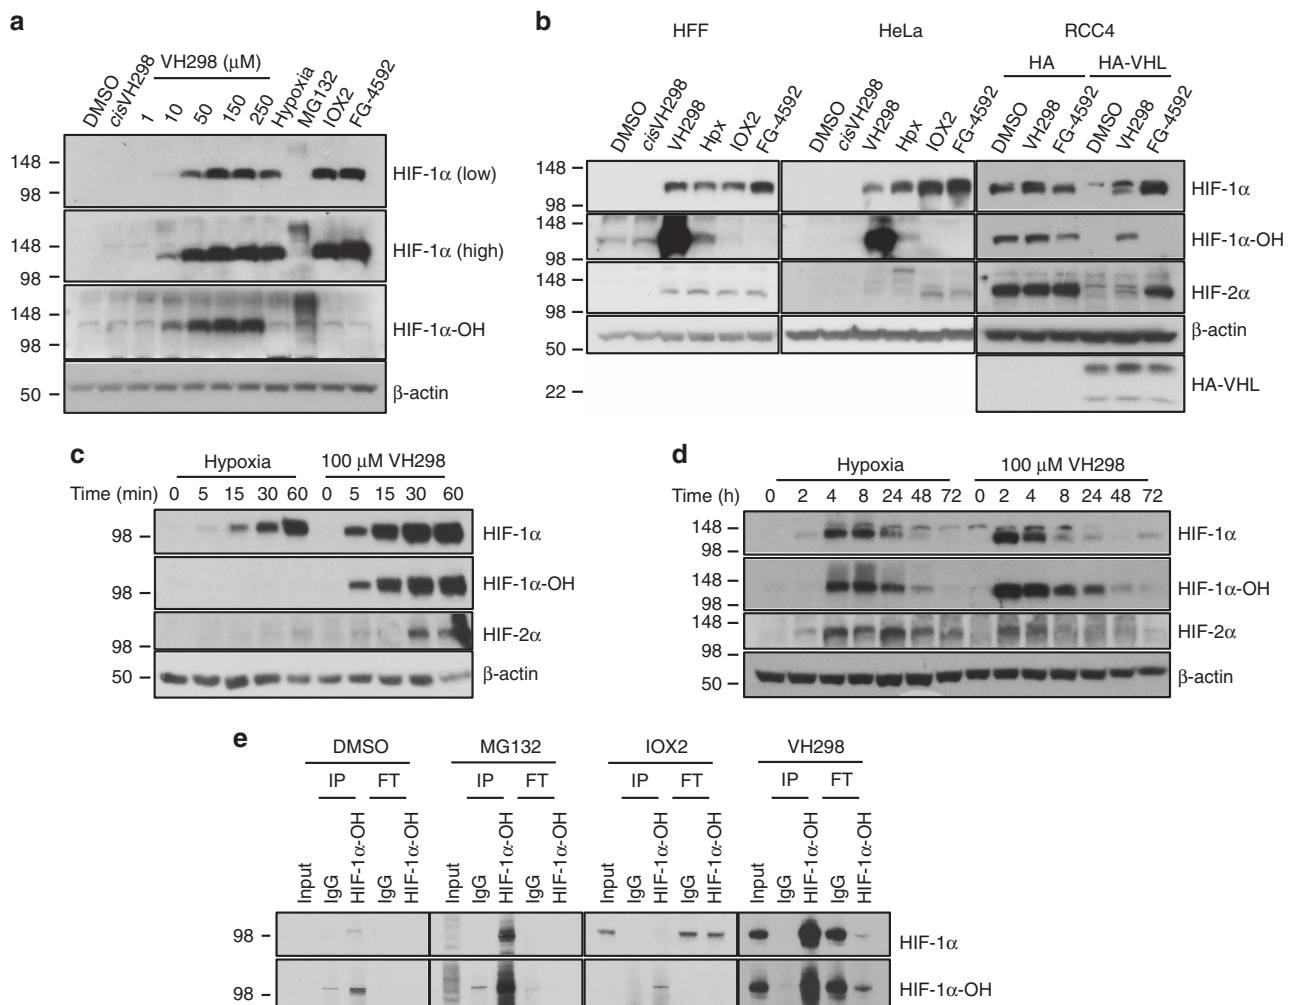 a
VH298 (μM)
DMSO
cisVH298
1
10
50
150
250
Hypoxia
MG132
IOX2
FG-4592
148
98
HIF-1α (low)
148
98
HIF-1α (high)
148
98
HIF-1α-OH
50
β-actin
b
HFF
HeLa
RCC4
HA
HA-VHL
DMSO
cisVH298
VH298
Hpx
IOX2
FG-4592
DMSO
cisVH298
VH298
Hpx
IOX2
FG-4592
DMSO
VH298
FG-4592
DMSO
VH298
FG-4592
148
98
HIF-1α
148
98
HIF-1α-OH
148
98
HIF-2α
50
β-actin
22
HA-VHL
c
Hypoxia
100 μM VH298
Time (min) 0 5 15 30 60 0 5 15 30 60
98
HIF-1α
98
HIF-1α-OH
98
HIF-2α
50
β-actin
d
Hypoxia
100 μM VH298
Time (h) 0 2 4 8 24 48 72 0 2 4 8 24 48 72
148
98
HIF-1α
148
98
HIF-1α-OH
148
98
HIF-2α
50
β-actin
e
DMSO
MG132
IOX2
VH298
IP FT IP FT IP FT IP FT
Input
IgG
HIF-1α-OH
IgG
HIF-1α-OH
Input
IgG
HIF-1α-OH
IgG
HIF-1α-OH
Input
IgG
HIF-1α-OH
IgG
HIF-1α-OH
Input
IgG
HIF-1α-OH
IgG
HIF-1α-OH
98
HIF-1α
98
HIF-1α-OH